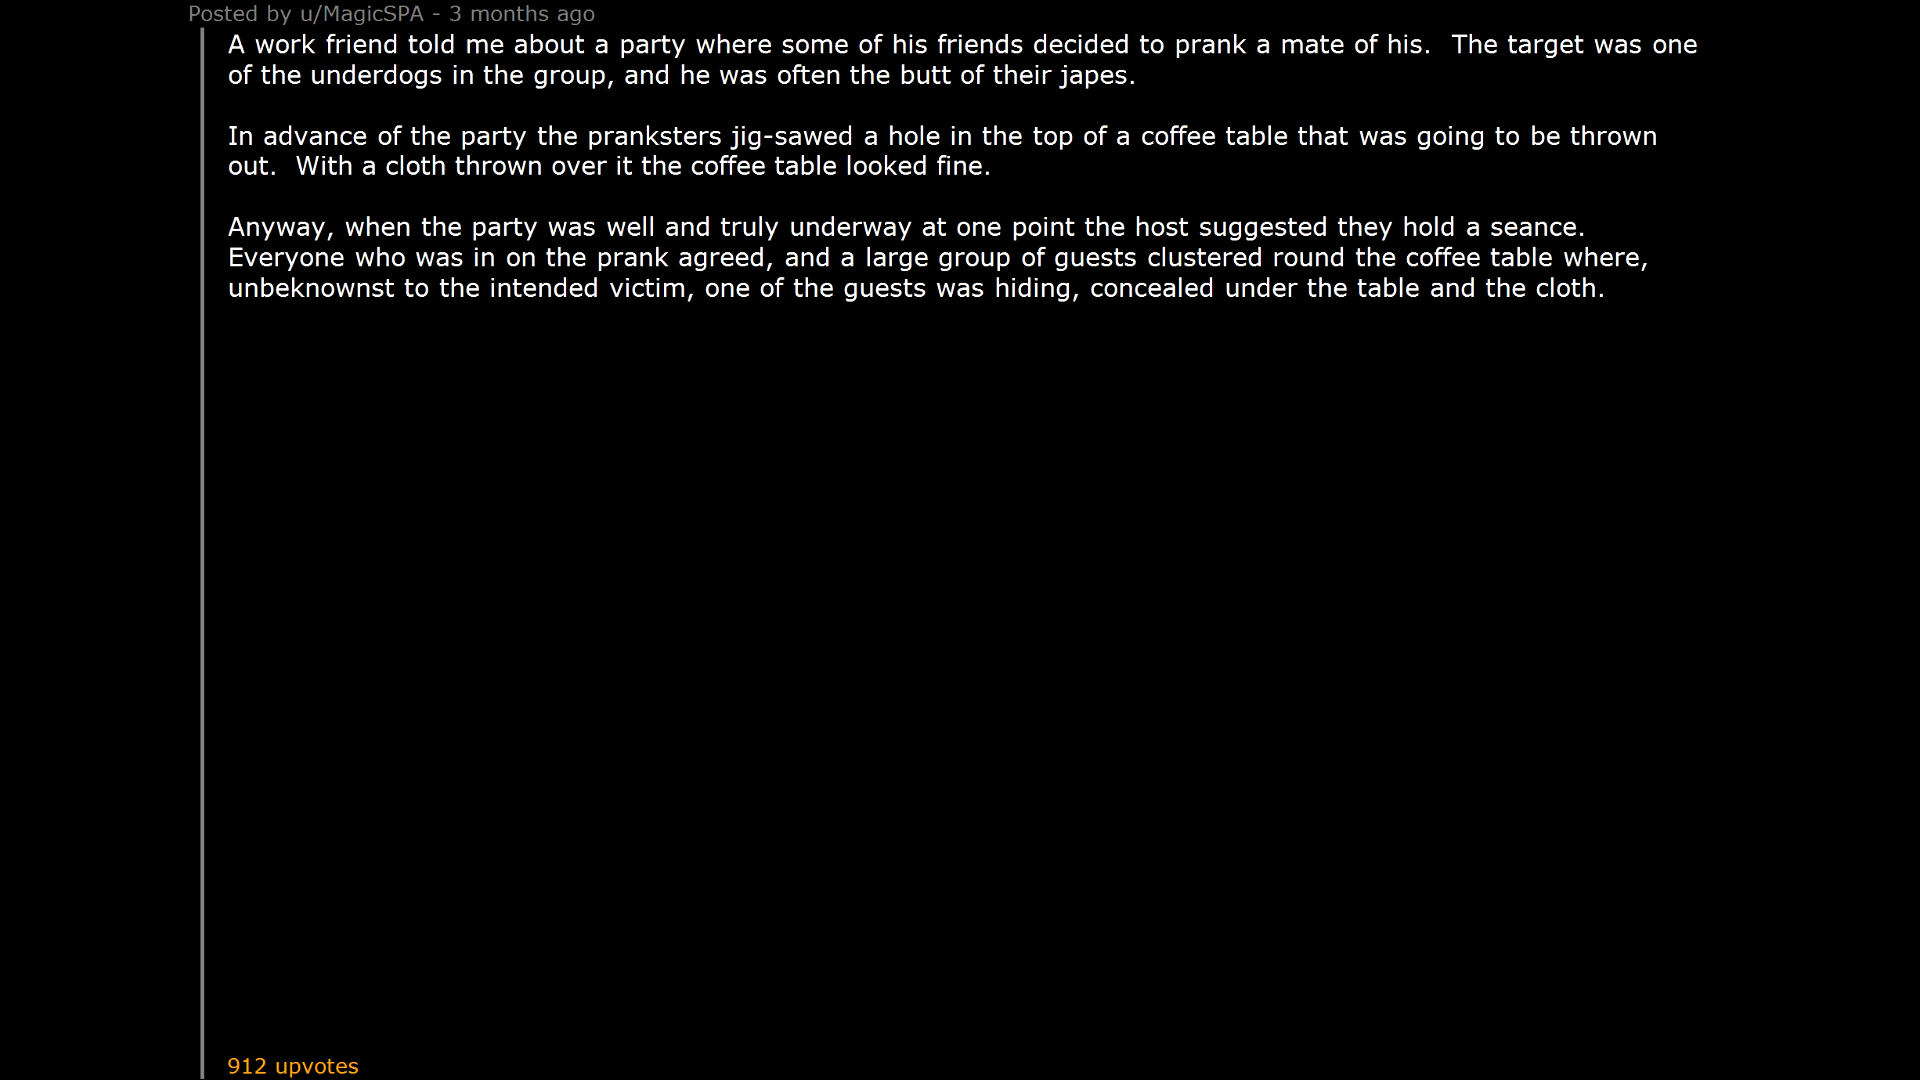 Posted by u/MagicSPA - 3 months ago
A work friend told me about a party where some of his friends decided to prank a mate of his.  The target was one
of the underdogs in the group, and he was often the butt of their japes.
In advance of the party the pranksters jig-sawed a hole in the top of a coffee table that was going to be thrown
out.  With a cloth thrown over it the coffee table looked fine.
Anyway, when the party was well and truly underway at one point the host suggested they hold a seance.
Everyone who was in on the prank agreed, and a large group of guests clustered round the coffee table where,
unbeknownst to the intended victim, one of the guests was hiding, concealed under the table and the cloth.
912 upvotes